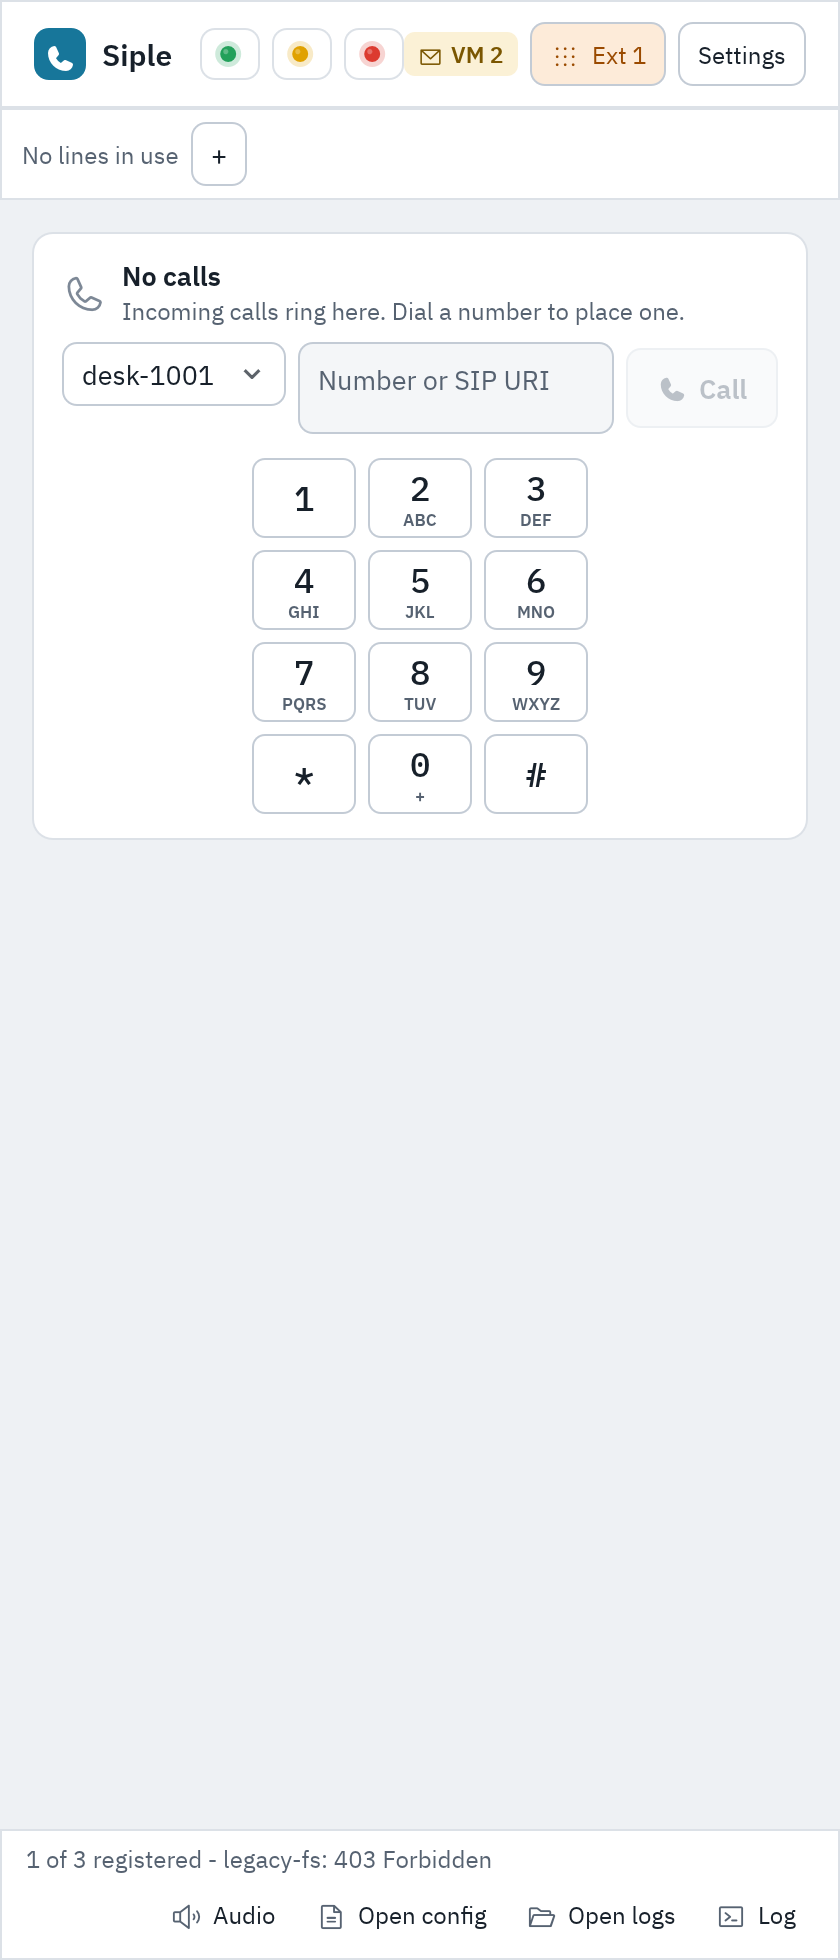 Siple
VM 2
Ext 1
Settings
No lines in use
+
No calls
Incoming calls ring here. Dial a number to place one.
desk-1001
Number or SIP URI
Call
1
2
ABC
3
DEF
4
GHI
5
JKL
6
MNO
7
PQRS
8
TUV
9
WXYZ
*
0
+
#
1 of 3 registered - legacy-fs: 403 Forbidden
Audio
Open config
Open logs
Log